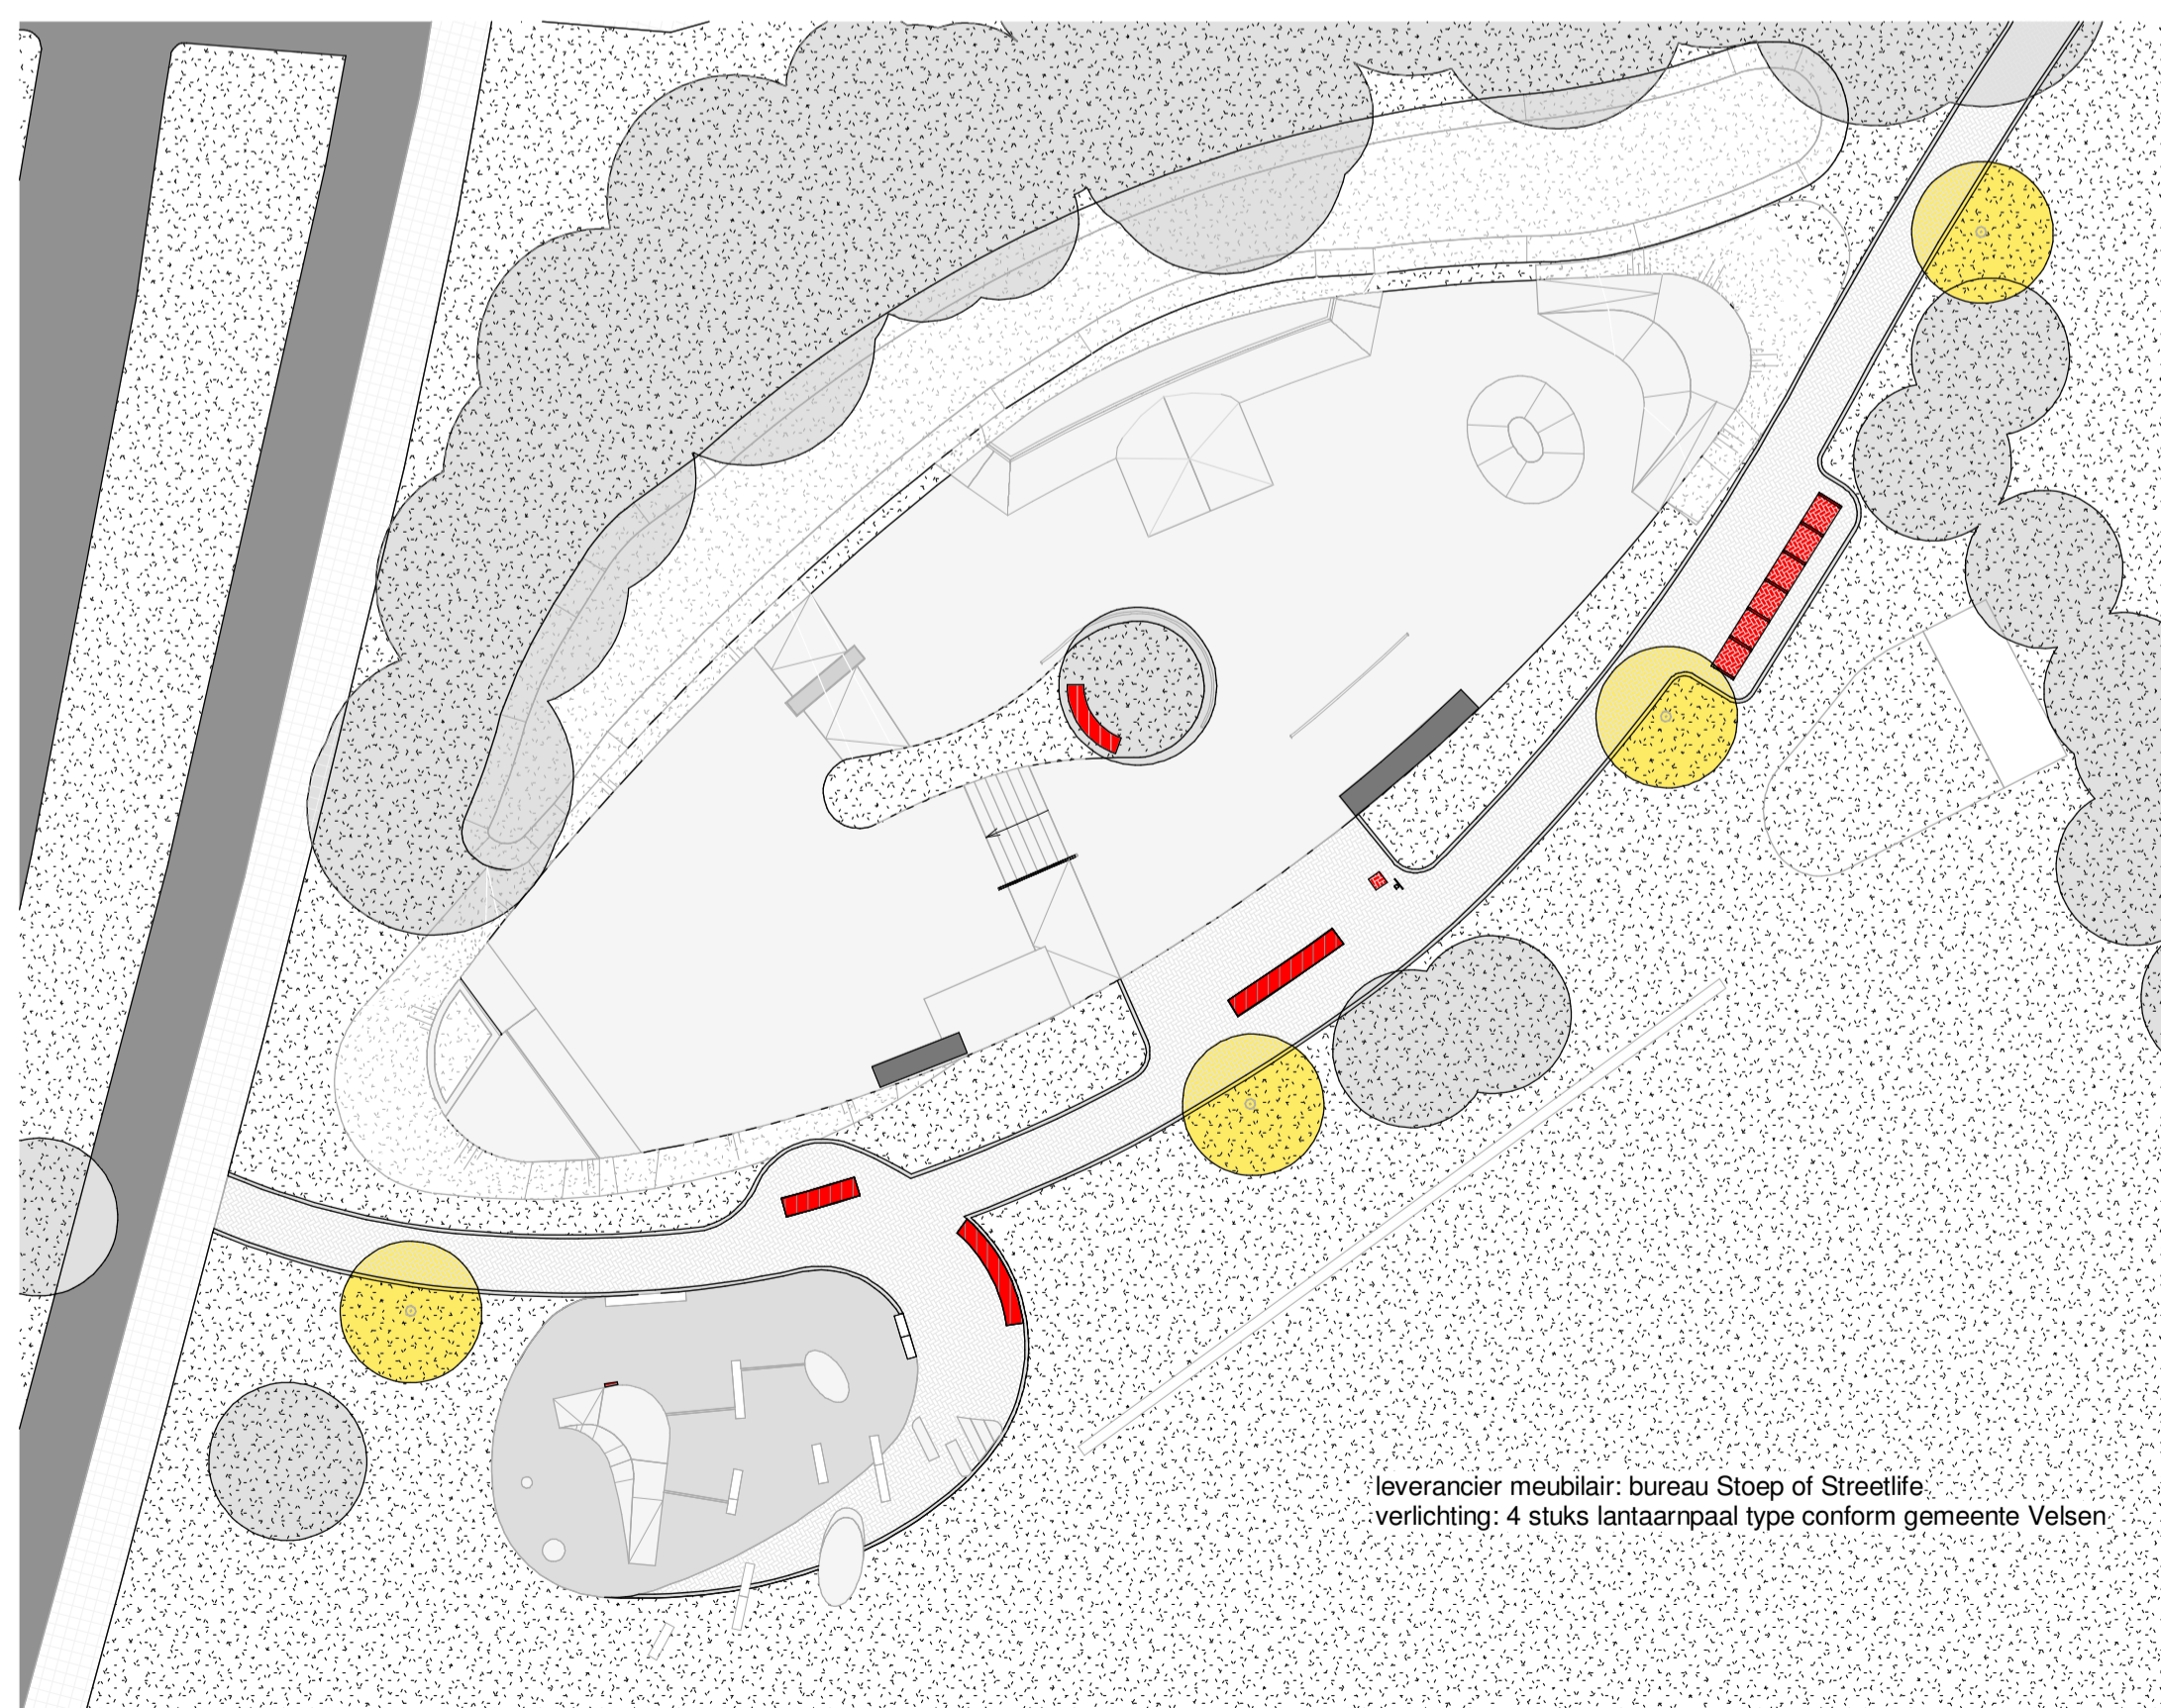 leverancier meubilair: bureau Stoep of Streetlife
verlichting: 4 stuks lantaarnpaal type conform gemeente Velsen